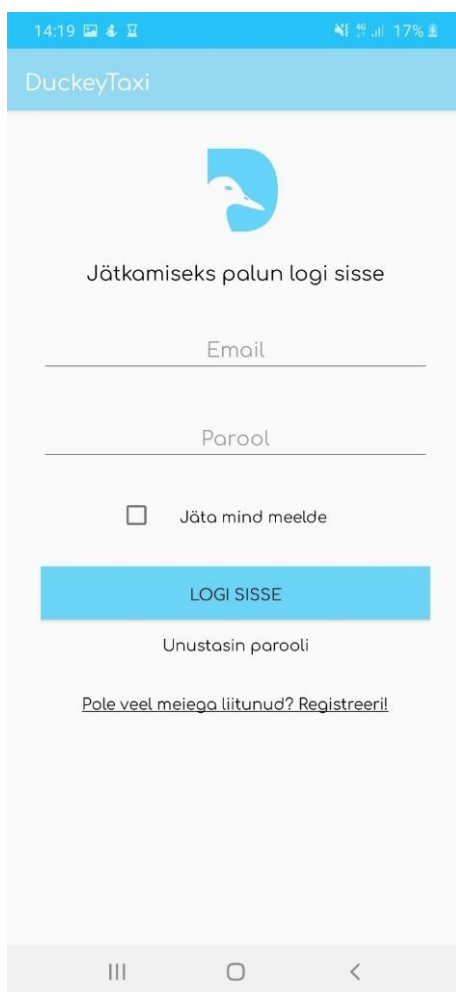 14:19 4G 17%
DuckeyTaxi
Jätkamiseks palun logi sisse
Email
Parool
Jäta mind meelde
LOGI SISSE
Unustasin parooli
Pole veel meiega liitunud? Registreeri!